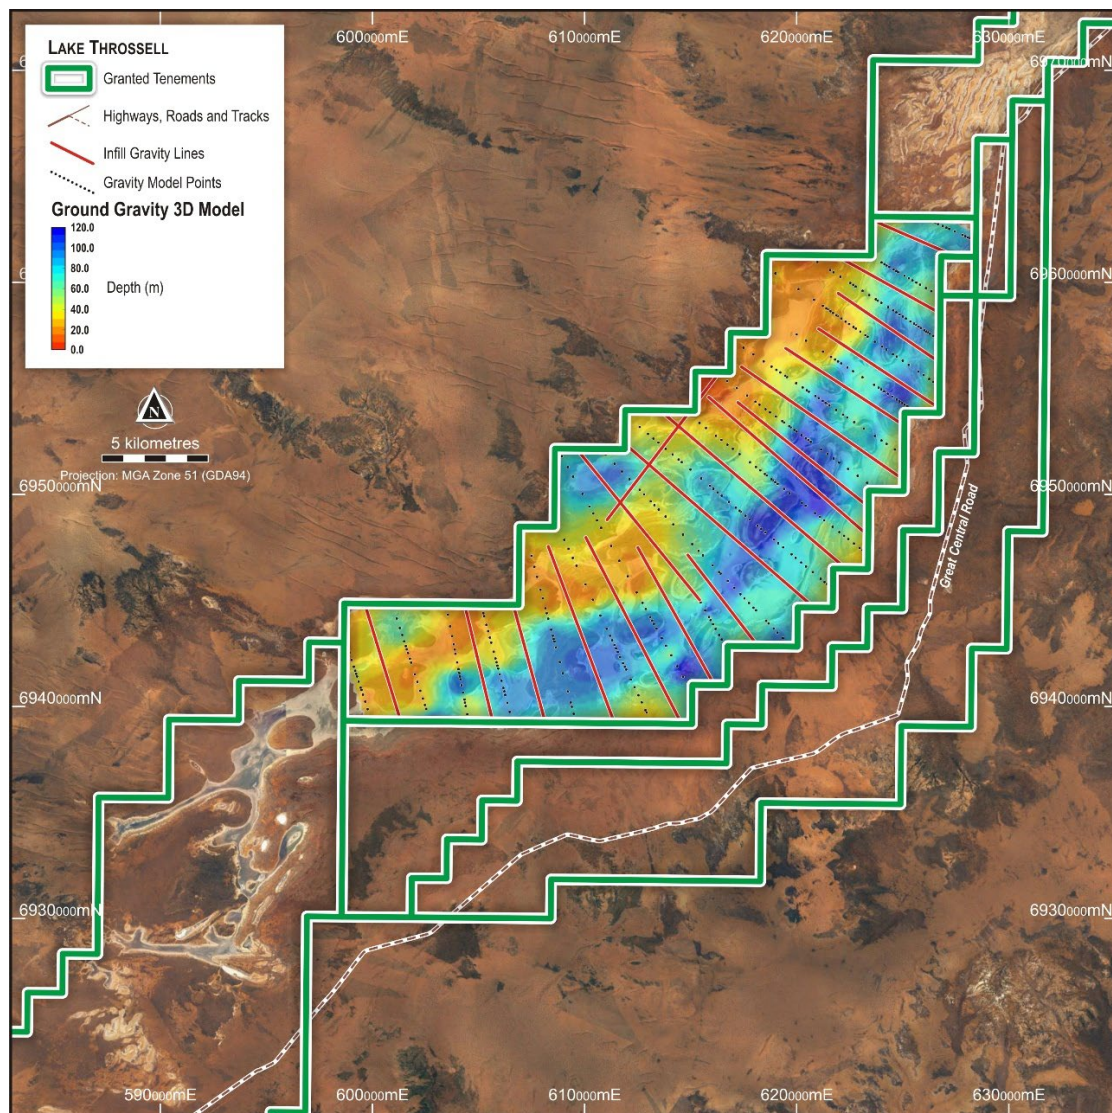 LAKE THROSSELL
Granted Tenements
Highways, Roads and Tracks
Infill Gravity Lines
Gravity Model Points
Ground Gravity 3D Model
120.0
100.0
80.0
60.0
40.0
20.0
0.0
Depth (m)
600000mE
610000mE
620000mE
630000mE
6970000mN
6960000mN
N
5 kilometres
Projection: MGA Zone 51 (GDA94)
6950000mN
6950000mN
Great Central Road
6940000mN
6940000mN
6930000mN
6930000mN
590000mE
600000mE
610000mE
620000mE
630000mE